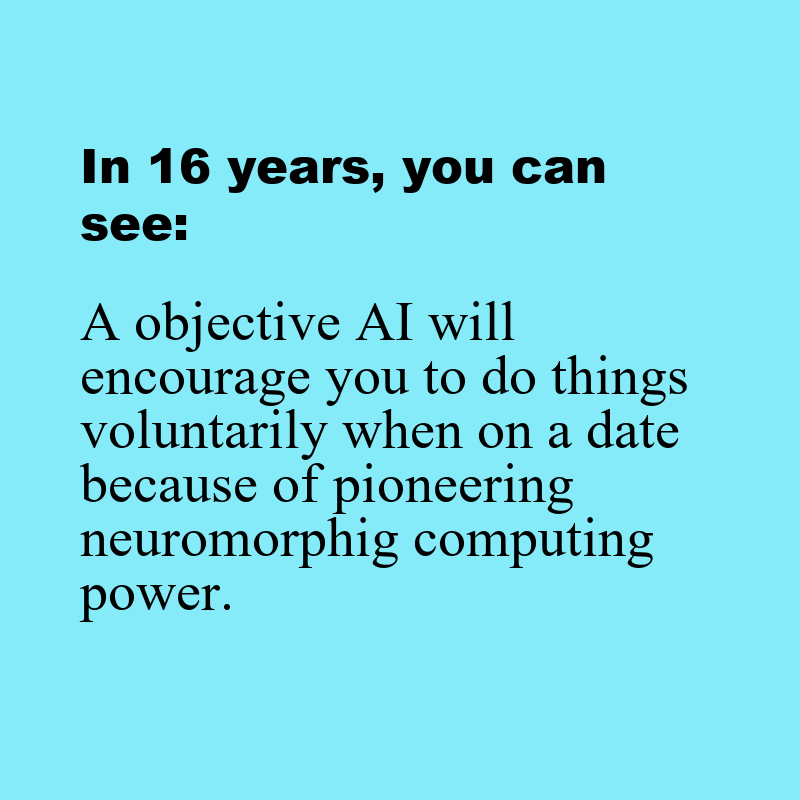 In 16 years, you can
see:
A objective AI will
encourage you to do things
voluntarily when on a date
because of pioneering
neuromorphig computing
power.